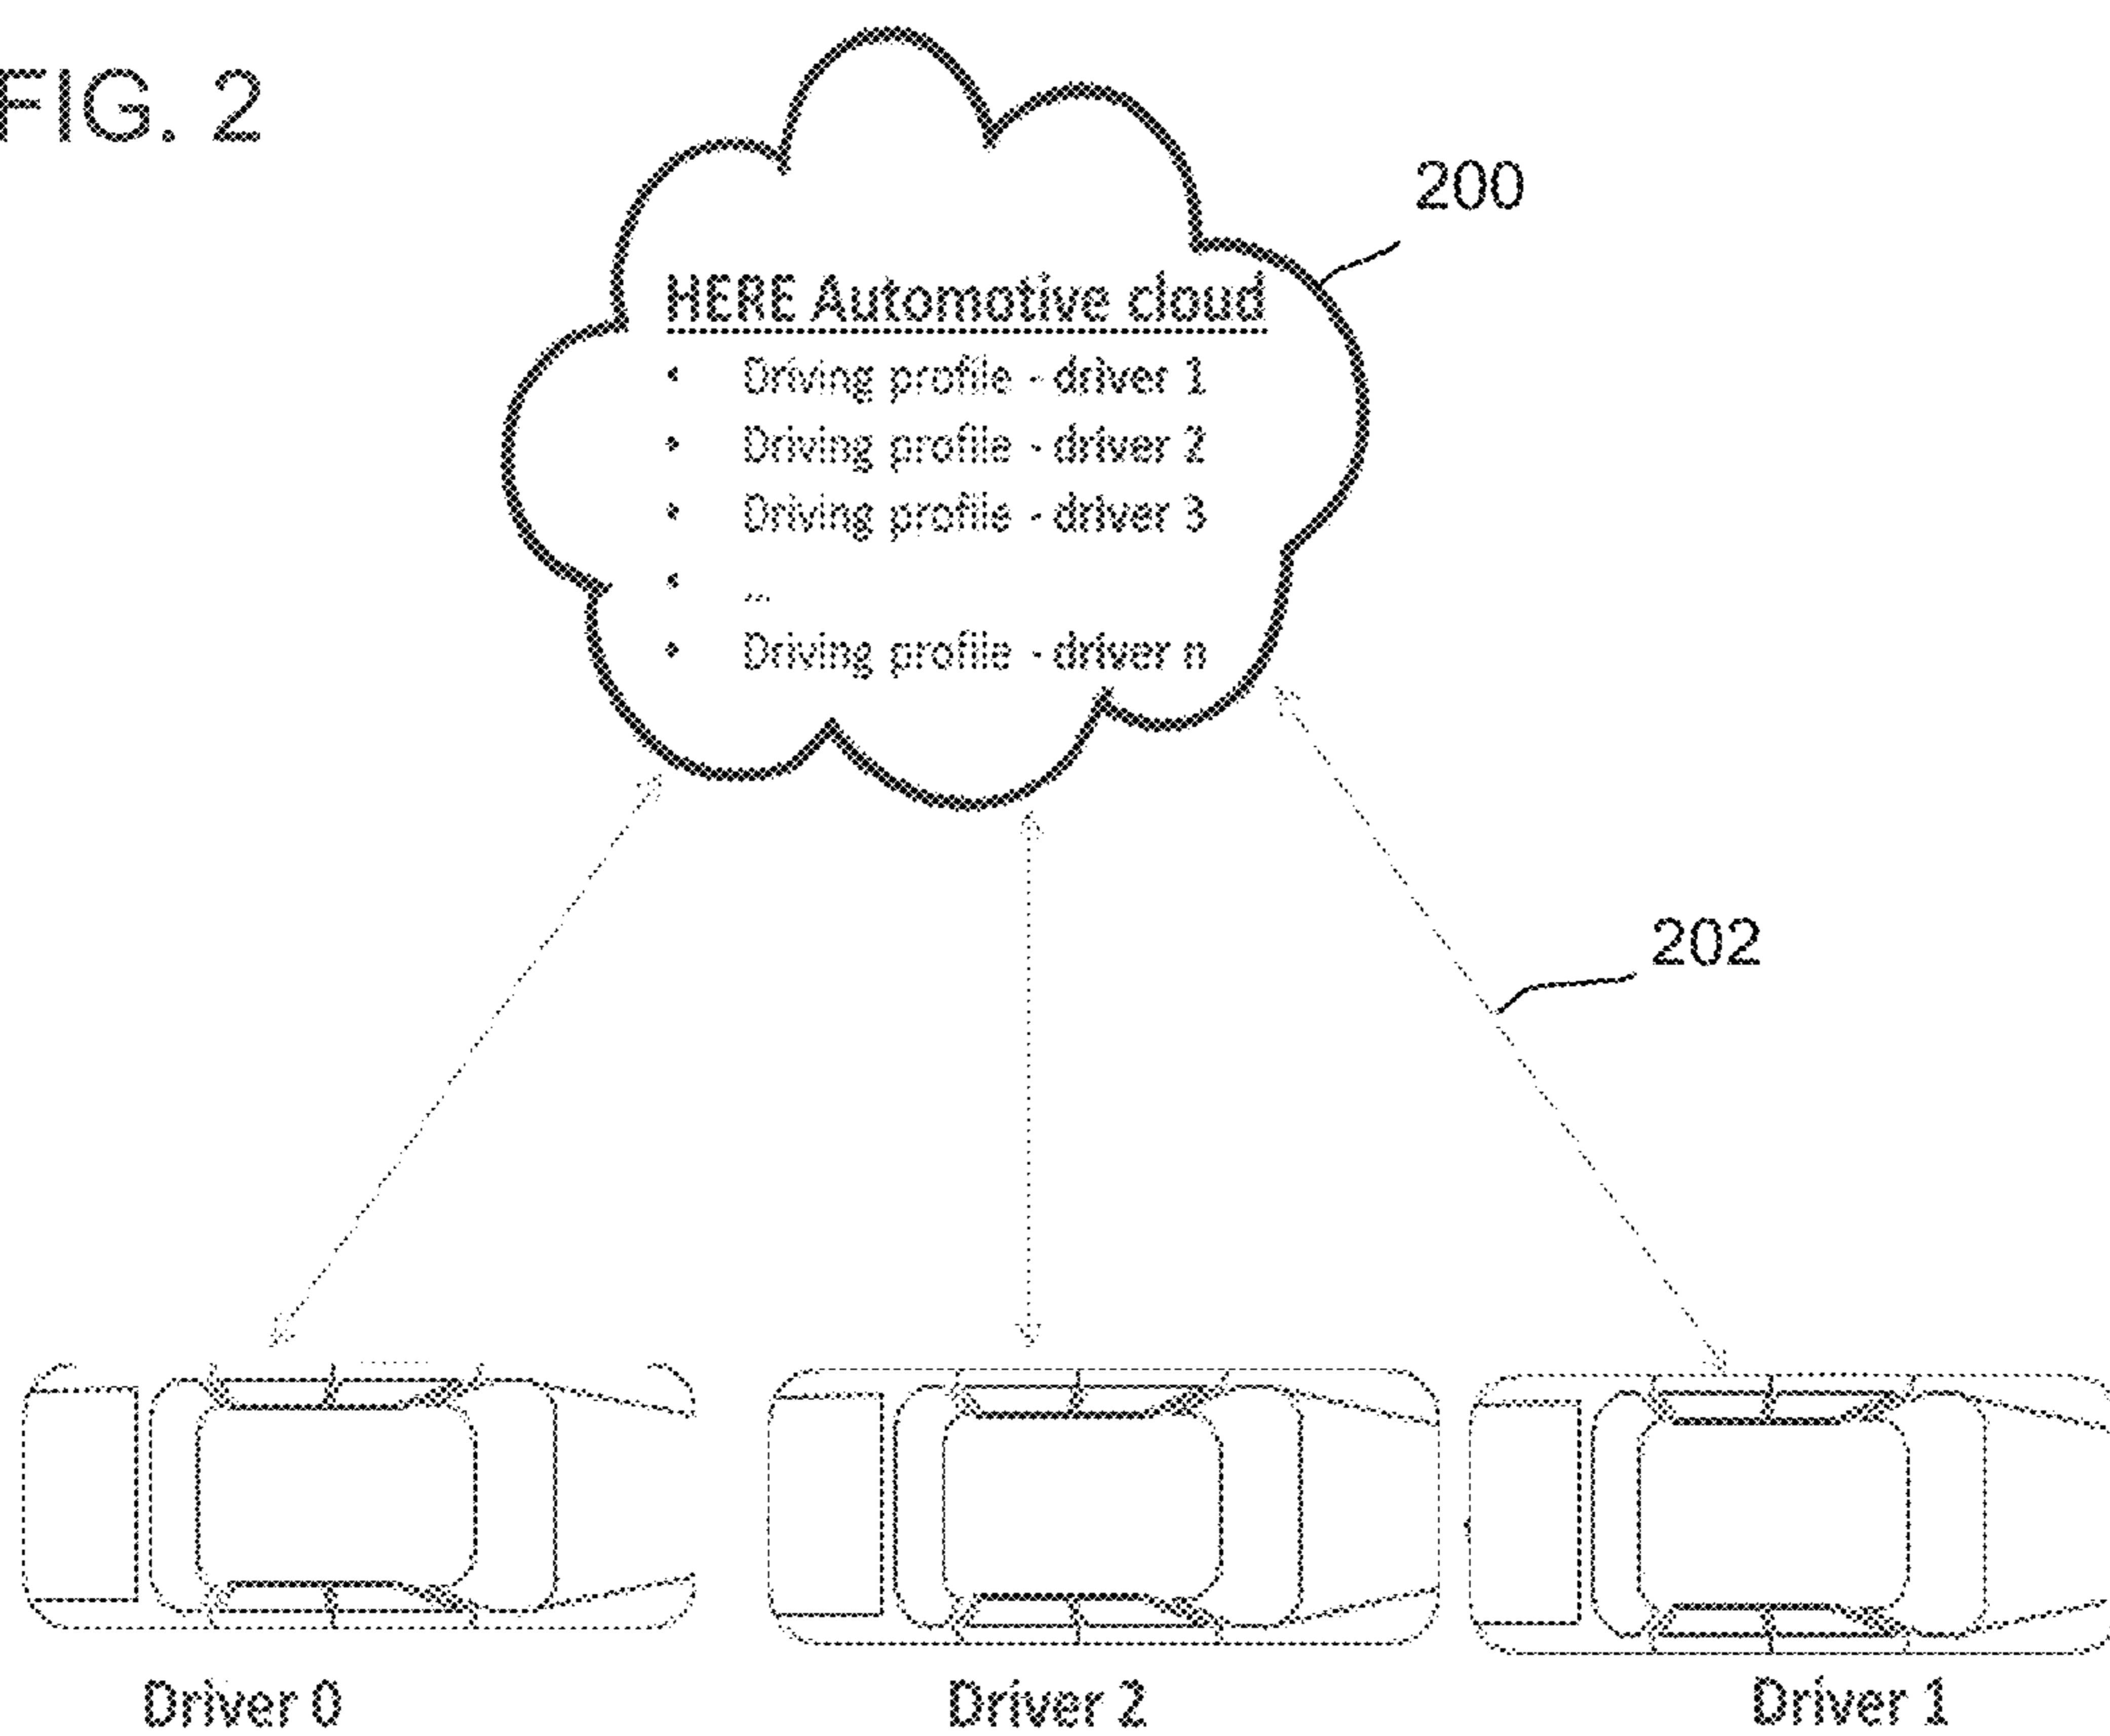 FIG. 2
200
HERE Automotive cloud
• Driving profile - driver 1
• Driving profile - driver 2
• Driving profile - driver 3
• ...
• Driving profile - driver n
202
Driver 0
Driver 2
Driver 1